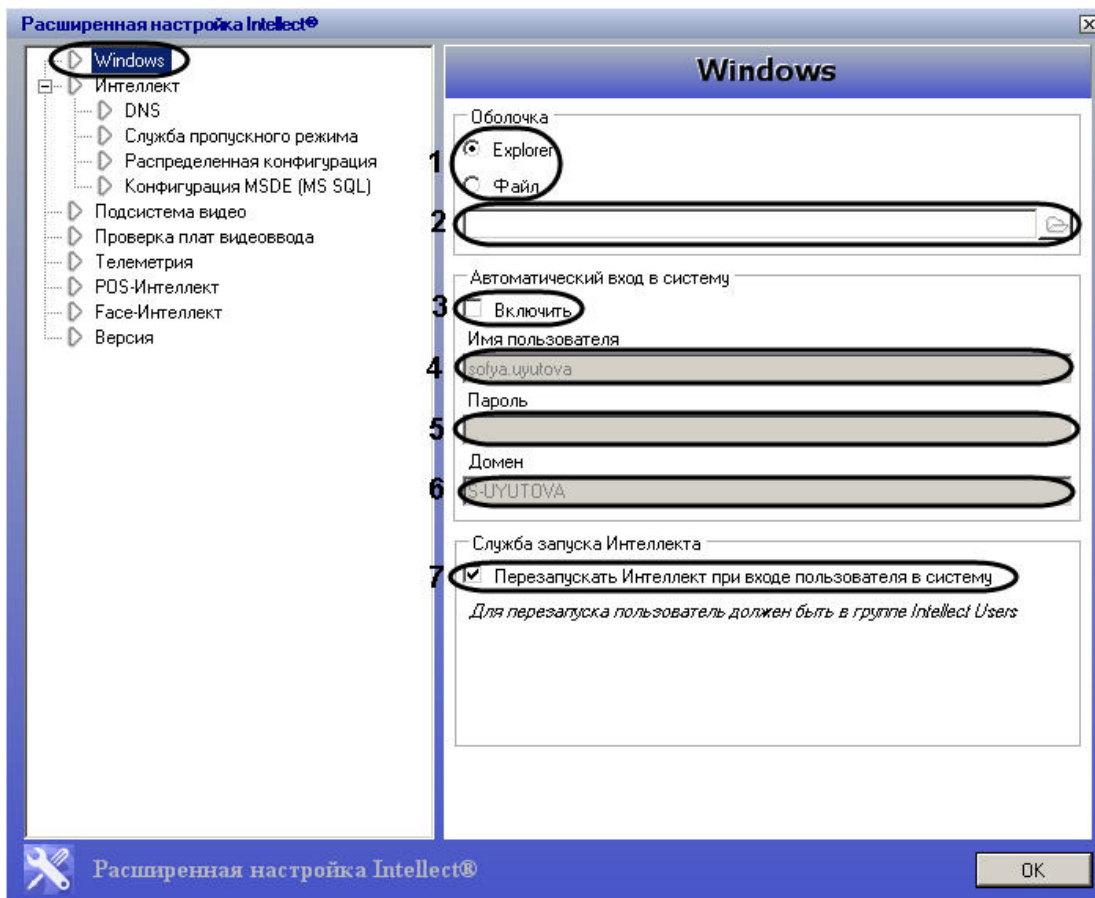 Расширенная настройка Intellect®
Windows
Интеллект
DNS
Служба пропускного режима
Распределенная конфигурация
Конфигурация MSDE (MS SQL)
Подсистема видео
Проверка плат видеоввода
Телеметрия
POS-Интеллект
Face-Интеллект
Версия
Windows
Оболочка
1
Explorer
Файл
2
Автоматический вход в систему
3 Включить
Имя пользователя
4 sofya.uyutova
Пароль
5
Домен
6 S-UYUTOVA
Служба запуска Интеллекта
7 Перезапускать Интеллект при входе пользователя в систему
Для перезапуска пользователь должен быть в группе Intellect Users
Расширенная настройка Intellect®
OK